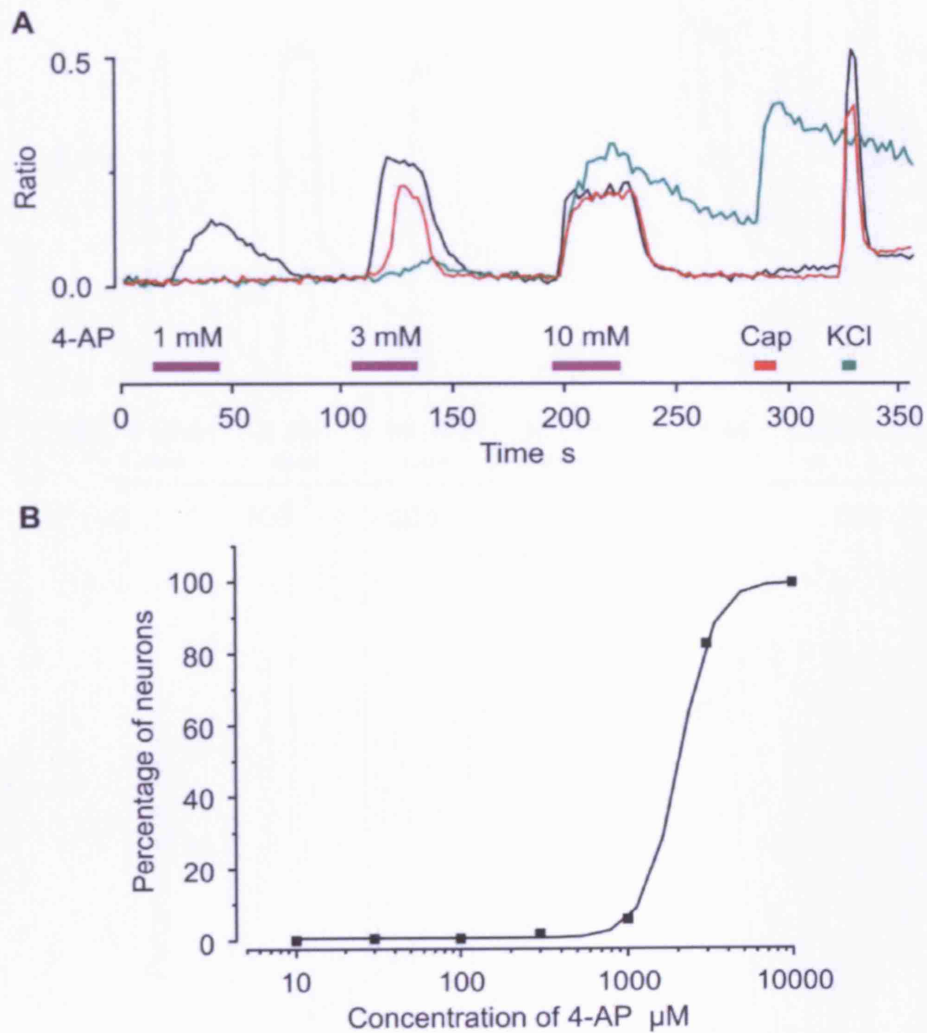 A
0.5
Ratio
0.0
4-AP 1 mM 3 mM 10 mM Cap KCl
0 50 100 150 200 250 300 350
Time s
B
100
80
60
40
20
0
Percentage of neurons
10 100 1000 10000
Concentration of 4-AP µM